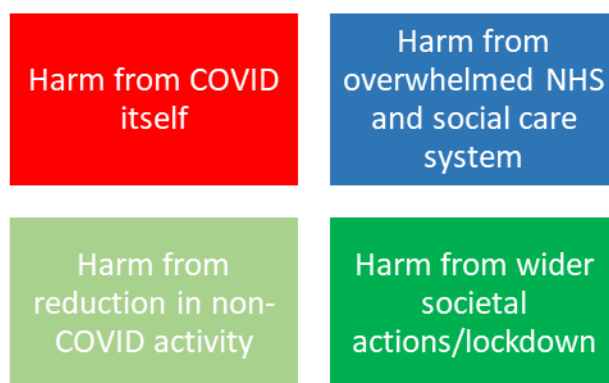 Harm from COVID
itself
Harm from
overwhelmed NHS
and social care
system
Harm from
reduction in non-
COVID activity
Harm from wider
societal
actions/lockdown